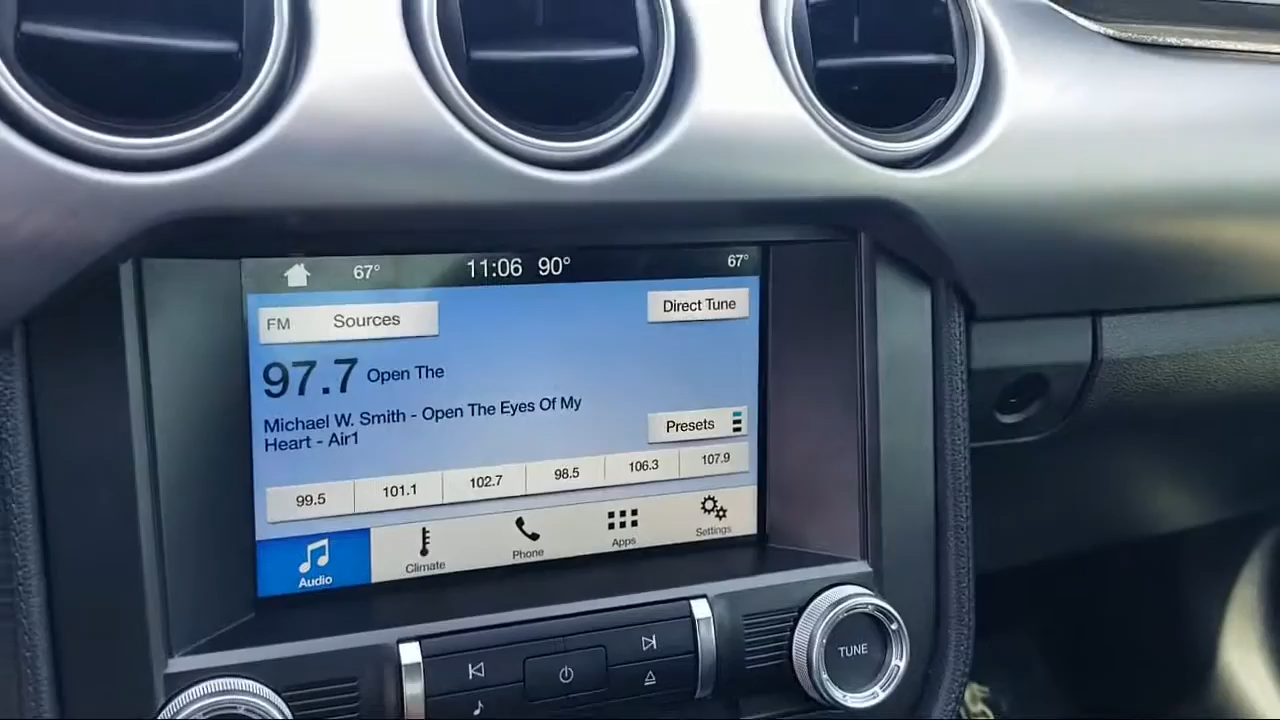 67° 11:06 90° 67°
FM Sources Direct Tune
97.7 Open The
Michael W. Smith - Open The Eyes Of My
Heart - Air1
Presets
99.5 101.1 102.7 98.5 106.3 107.9
Audio Climate Phone Apps Settings
TUNE